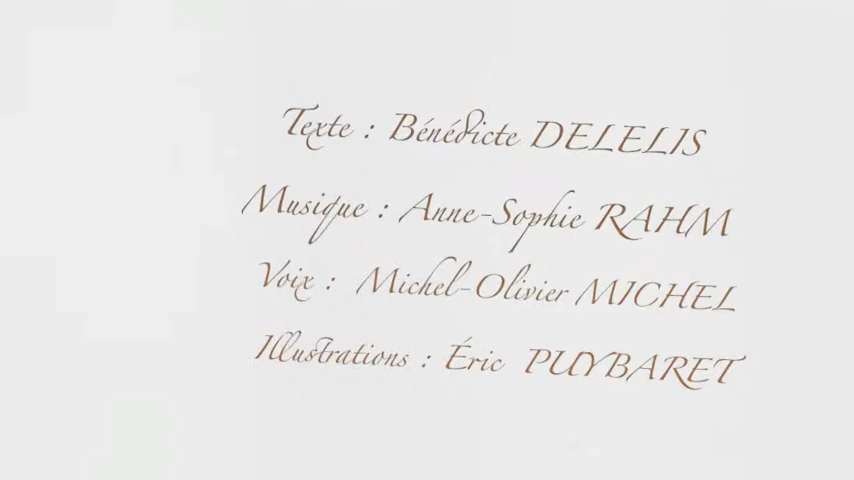 Texte : Bénédicte DELELIS
Musique : Anne-Sophie RAHM
Voix : Michel-Olivier MICHEL
Illustrations : Éric PUYBARET